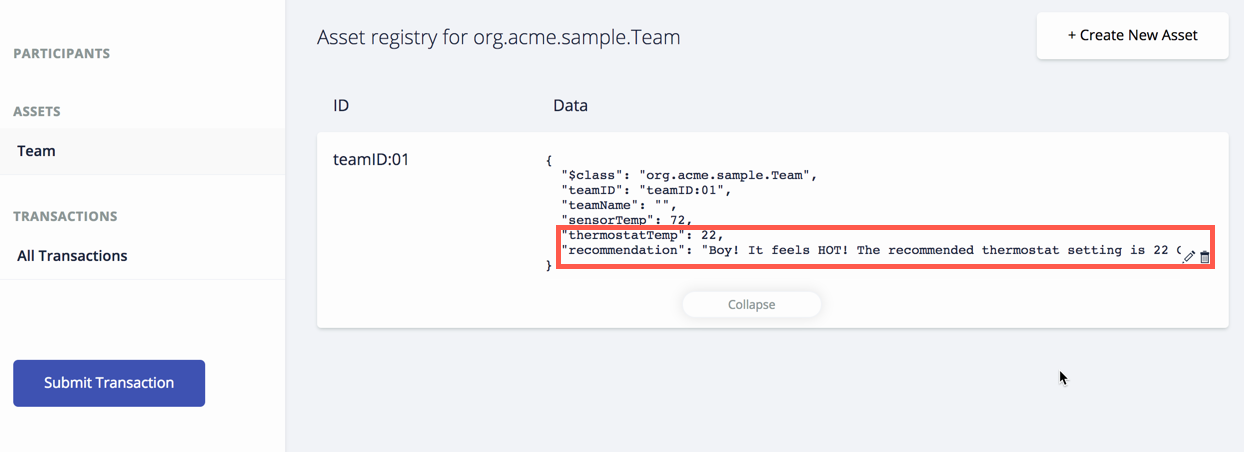 PARTICIPANTS
ASSETS
Team
TRANSACTIONS
All Transactions
Submit Transaction
Asset registry for org.acme.sample.Team
+ Create New Asset
ID Data
teamID:01
{
"$class": "org.acme.sample.Team",
"teamID": "teamID:01",
"teamName": "",
"sensorTemp": 72,
"thermostatTemp": 22,
"recommendation": "Boy! It feels HOT! The recommended thermostat setting is 22
}
Collapse